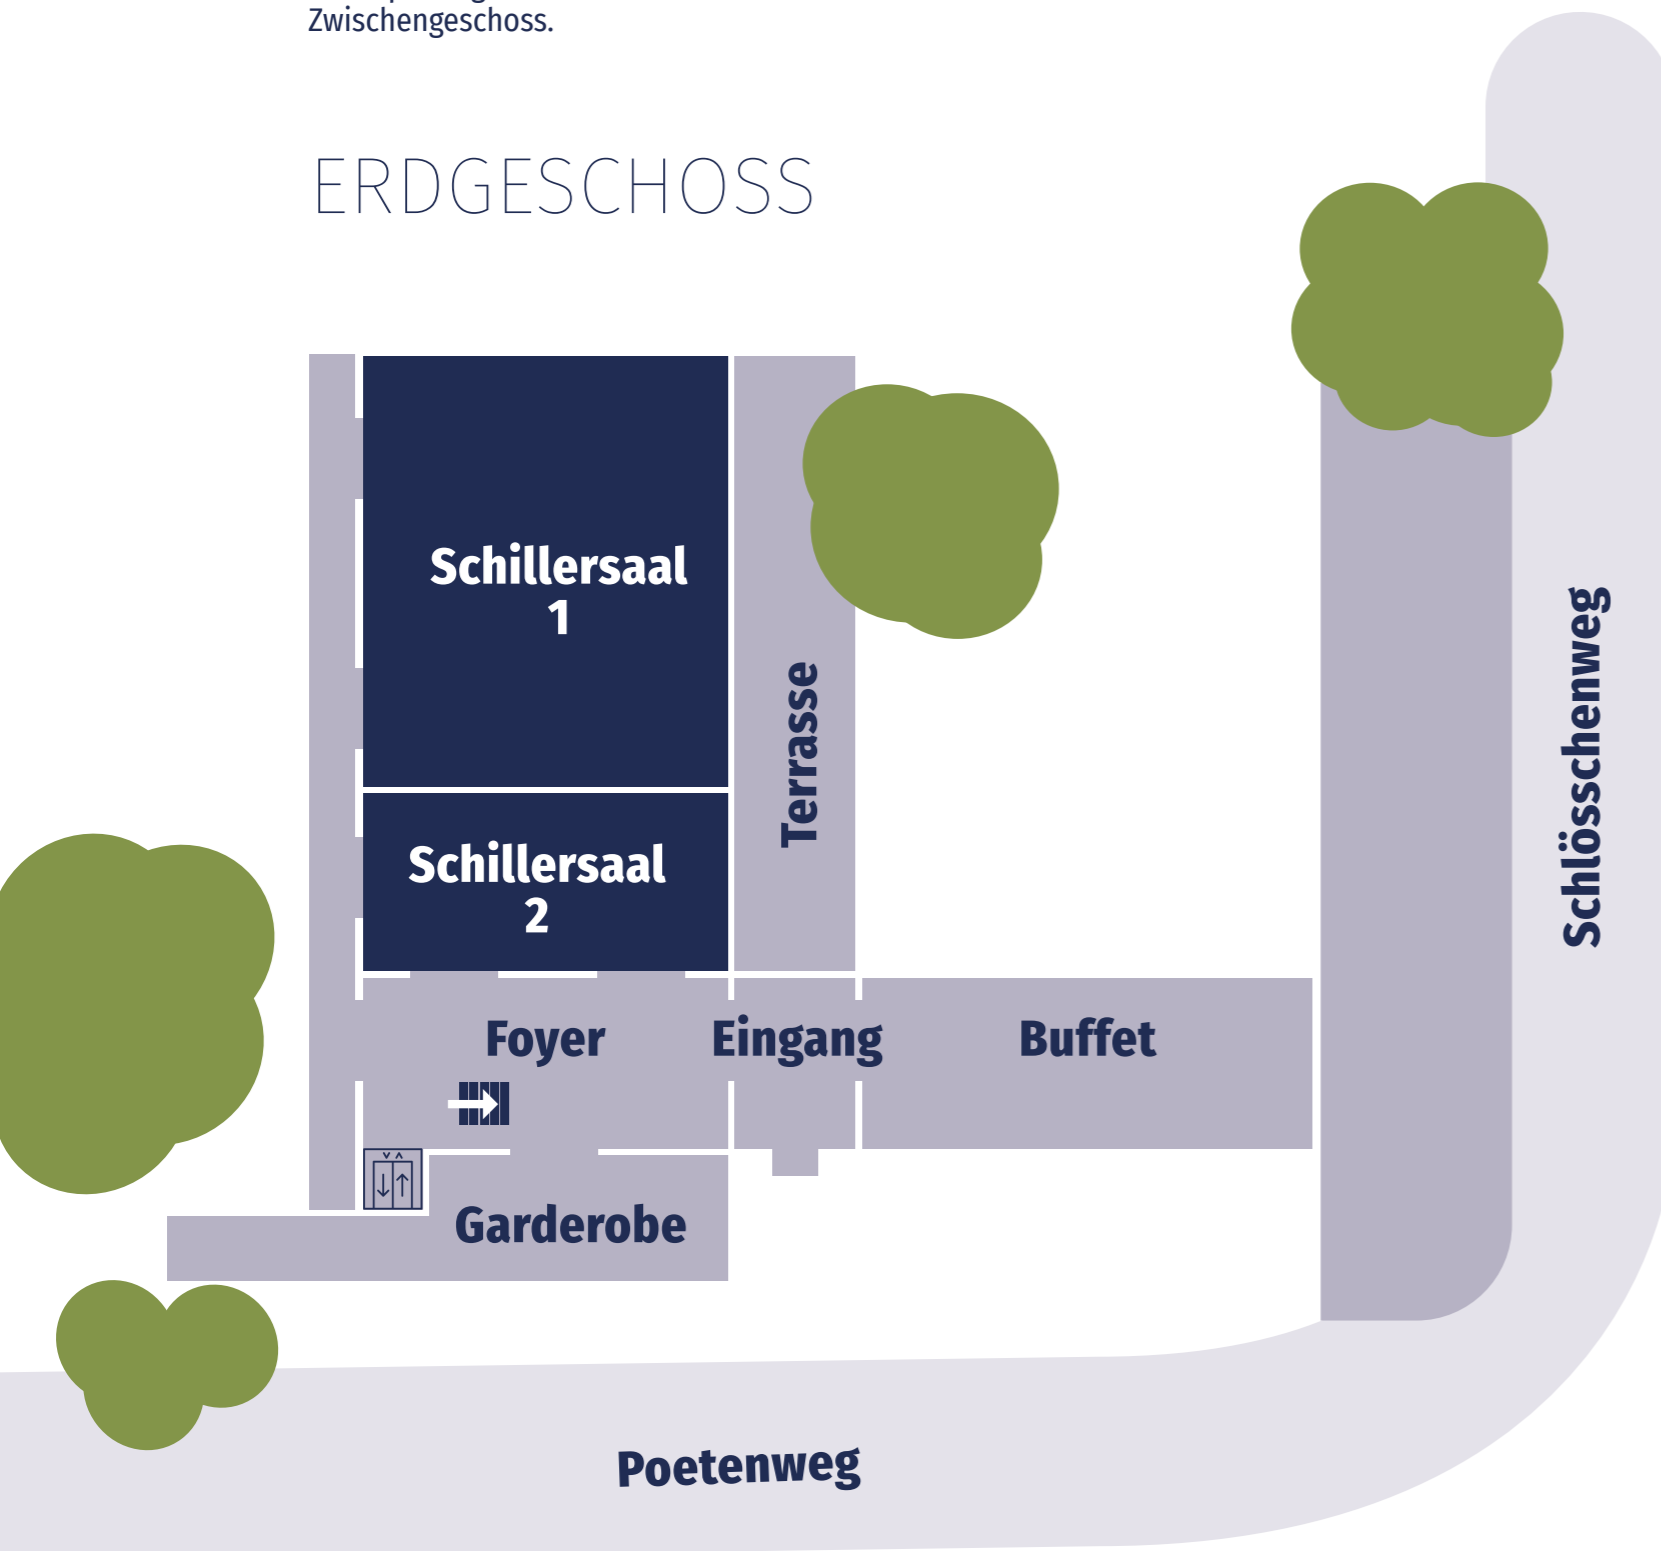 Zwischengeschoss.
ERDGESCHOSS
Schillersaal
1
Terrasse
Schlösschenweg
Schillersaal
2
Foyer
Eingang
Buffet
Garderobe
Poetenweg